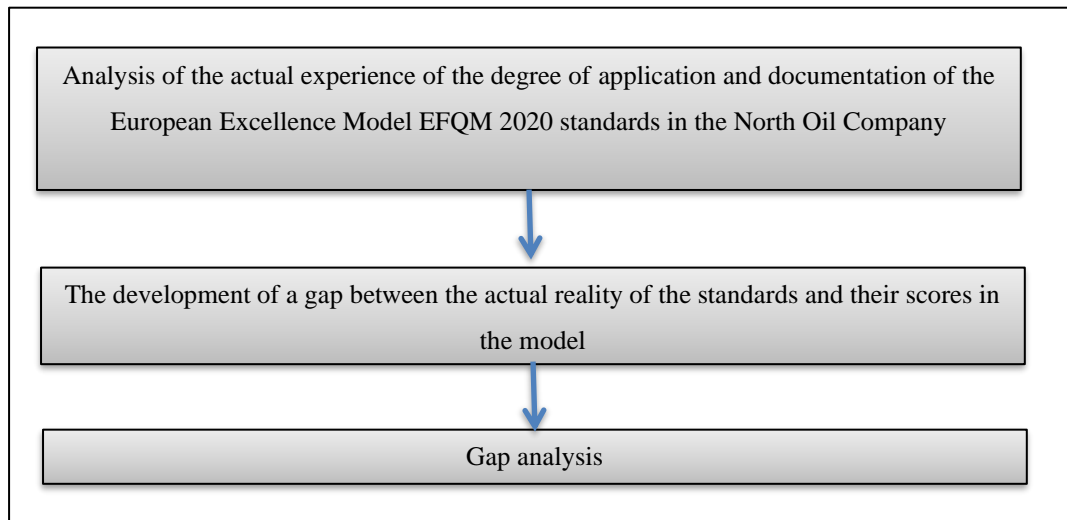 Analysis of the actual experience of the degree of application and documentation of the
European Excellence Model EFQM 2020 standards in the North Oil Company
The development of a gap between the actual reality of the standards and their scores in
the model
Gap analysis